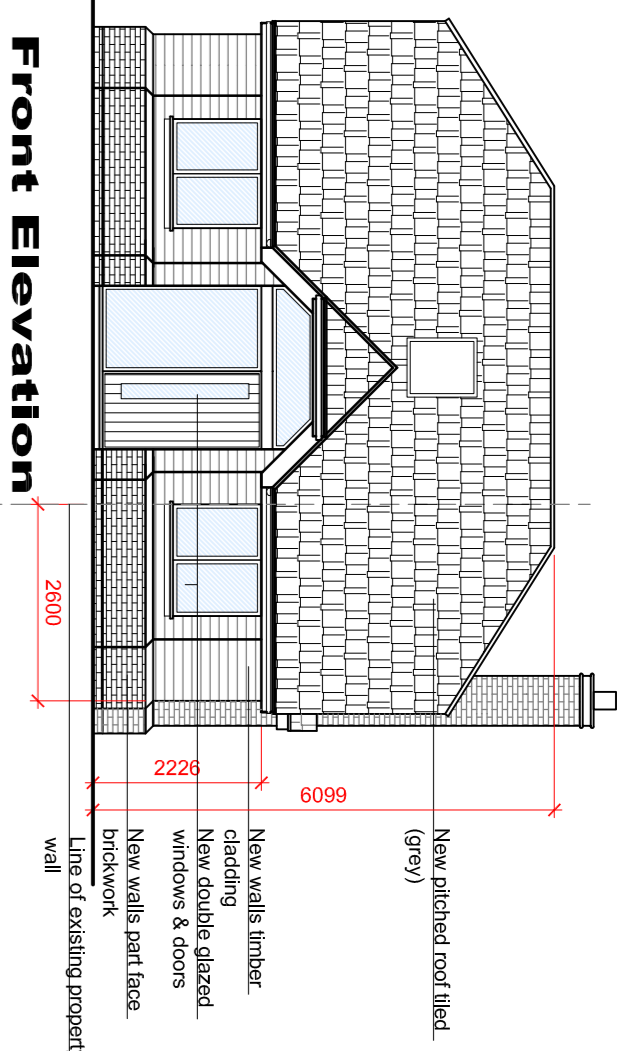 New pitched roof tiled
(grey)
6099
2226
New walls timber
cladding
New double glazed
windows & doors
New walls part face
brickwork
Line of existing propert
wall
2600
Front Elevation